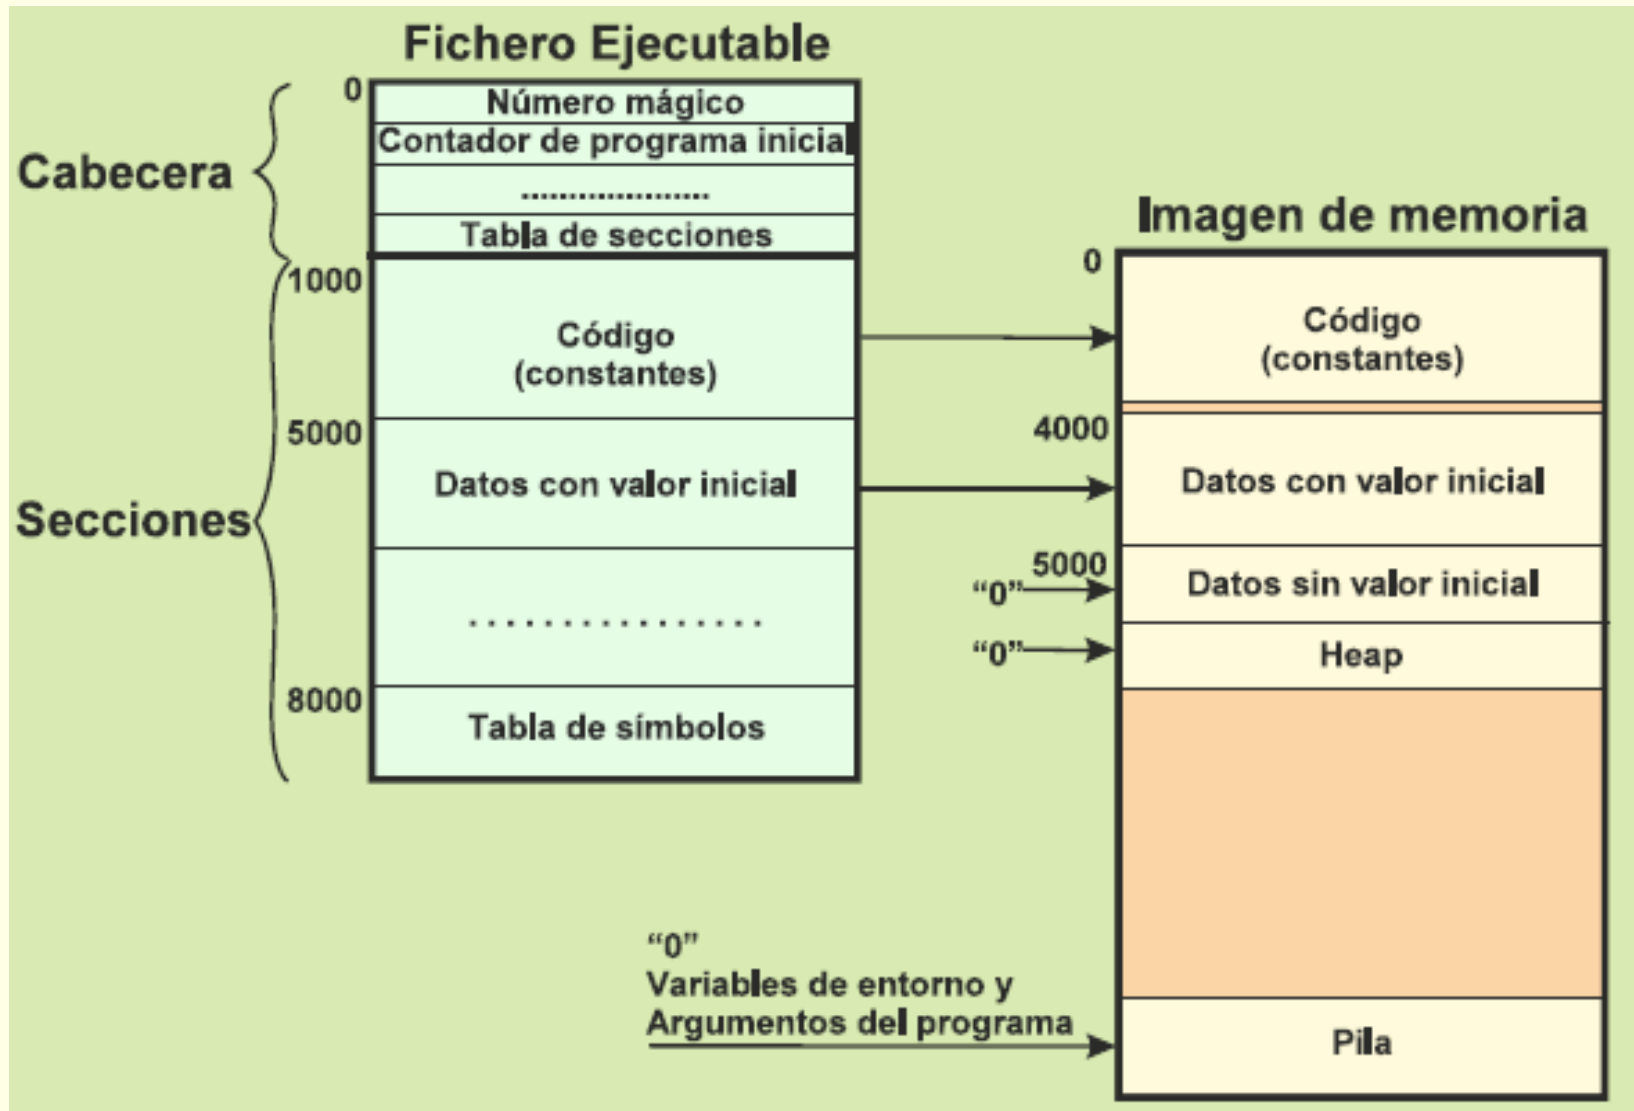 Fichero Ejecutable
0
Número mágico
Contador de programa inicial
...................
Tabla de secciones
Cabecera
1000
Código
(constantes)
5000
Datos con valor inicial
Secciones
. . . . . . . . . . . . . . . .
8000
Tabla de símbolos
Imagen de memoria
0
Código
(constantes)
4000
Datos con valor inicial
5000
“0”
Datos sin valor inicial
“0”
Heap
“0”
Variables de entorno y
Argumentos del programa
Pila